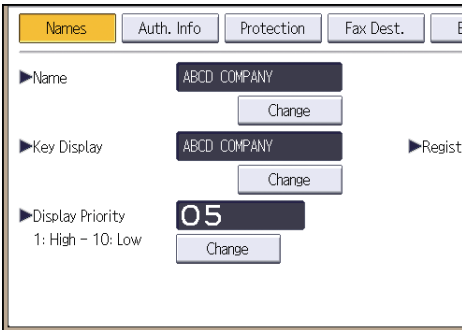 Names Auth. Info Protection Fax Dest. E
▶Name ABCD COMPANY
Change
▶Key Display ABCD COMPANY ▶Regist
Change
▶Display Priority 05
1: High - 10: Low Change